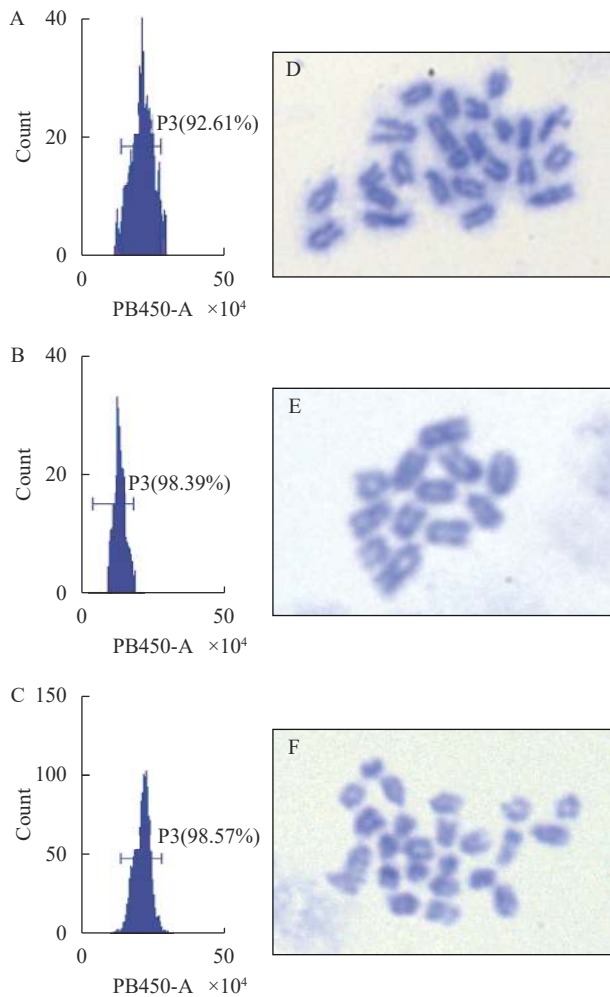 A
40
20
0
Count
P3(92.61%)
0
50
PB450-A ×10⁴
D
B
40
20
0
Count
P3(98.39%)
0
50
PB450-A ×10⁴
E
C
150
100
50
0
Count
P3(98.57%)
0
50
PB450-A ×10⁴
F